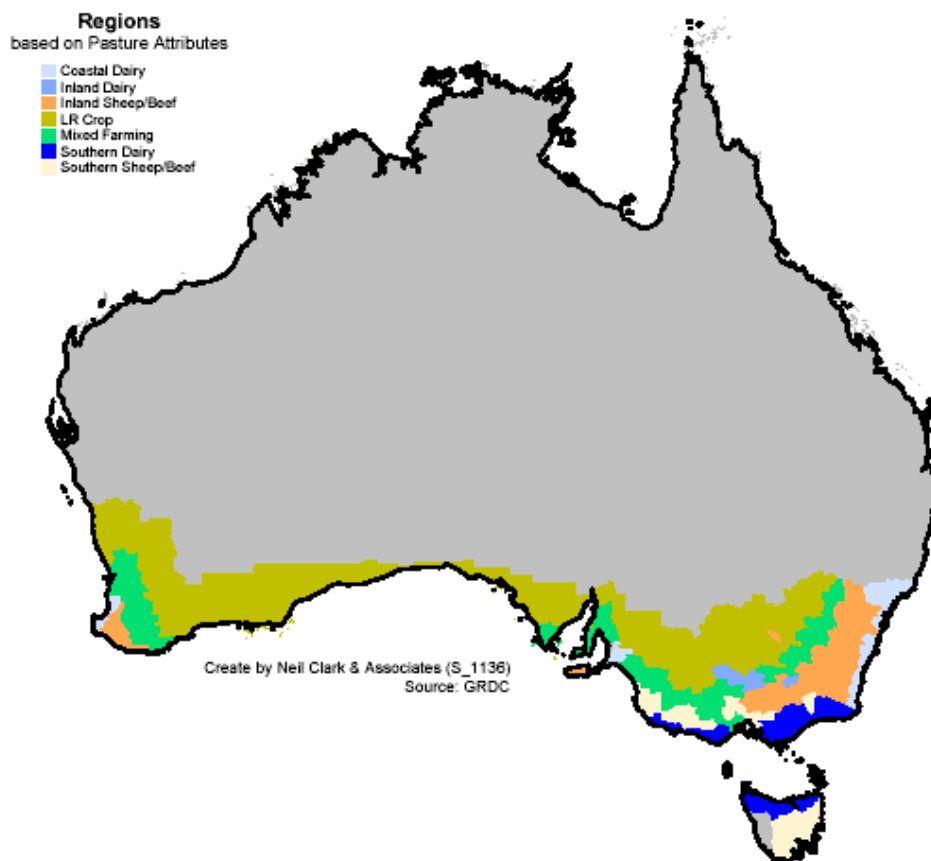 Regions
based on Pasture Attributes
Coastal Dairy
Inland Dairy
Inland Sheep/Beef
LR Crop
Mixed Farming
Southern Dairy
Southern Sheep/Beef
Create by Neil Clark & Associates (S_1136)
Source: GRDC